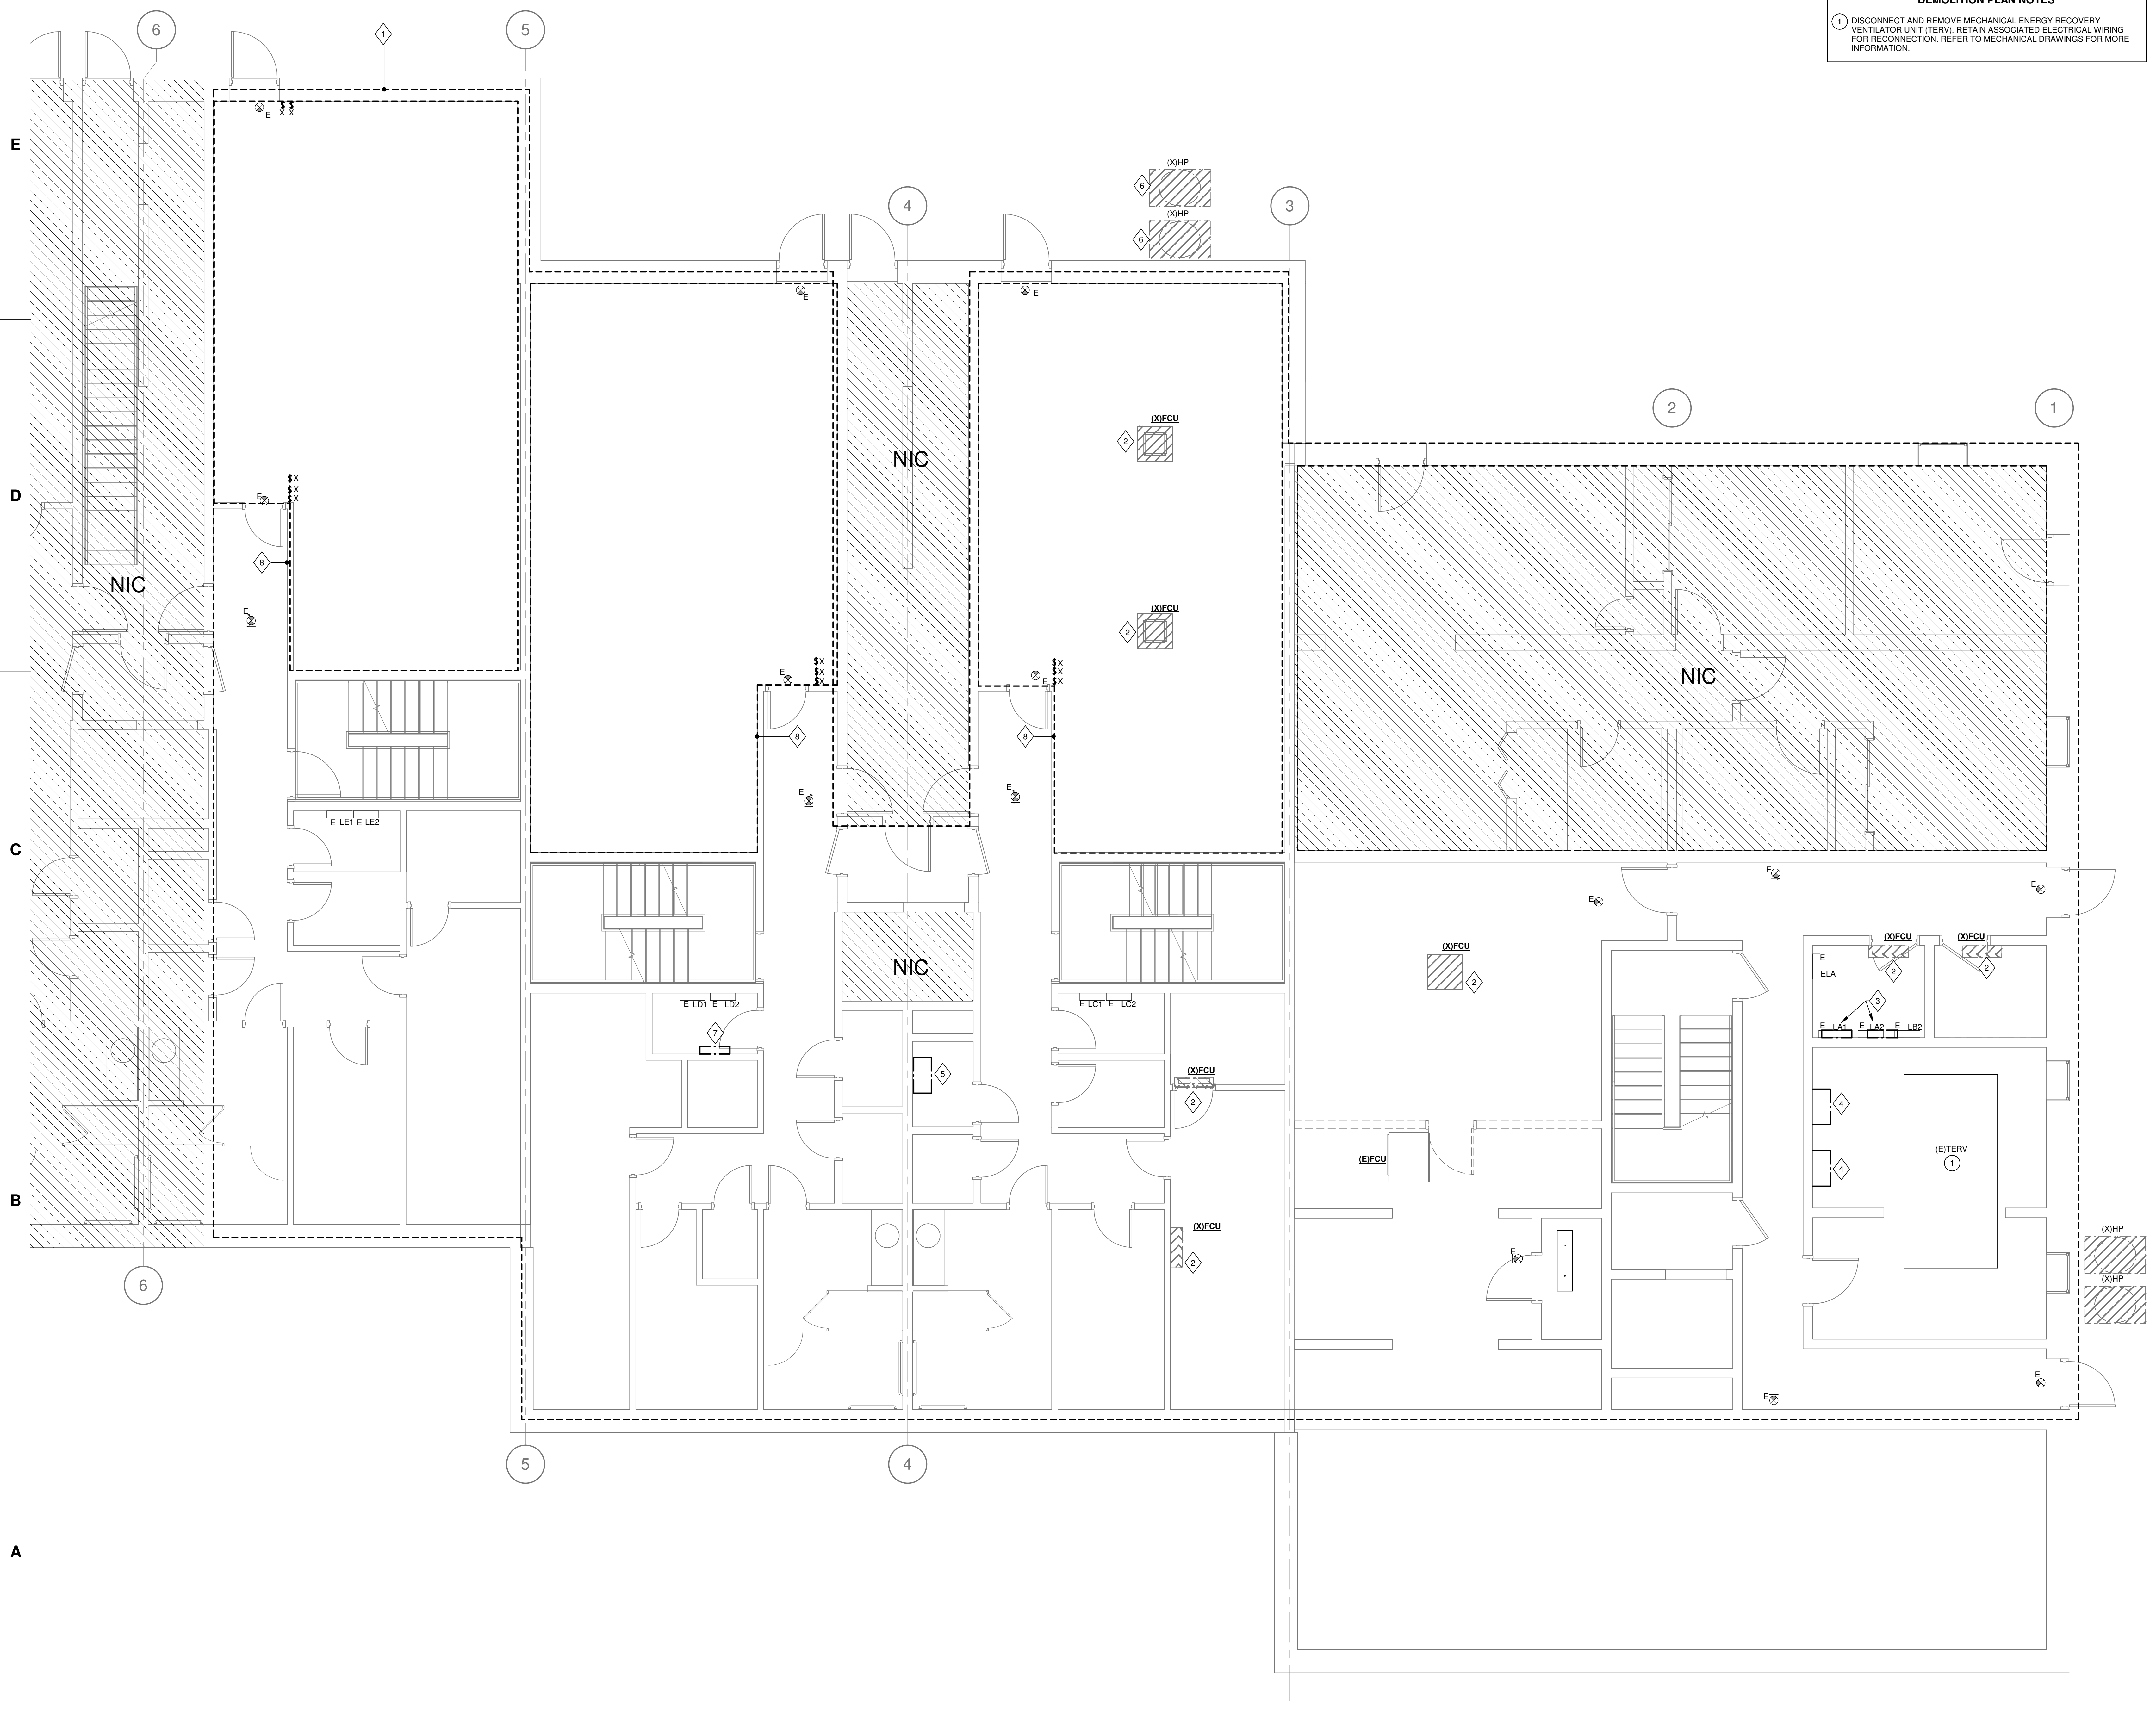 DEMOLITION PLAN NOTES
1 DISCONNECT AND REMOVE MECHANICAL ENERGY RECOVERY
VENTILATOR UNIT (TERV). RETAIN ASSOCIATED ELECTRICAL WIRING
FOR RECONNECTION. REFER TO MECHANICAL DRAWINGS FOR MORE
INFORMATION.
6
1
5
E
$ $
X X
E
(X)HP
6
(X)HP
6
4
3
E
E
2
1
(X)FCU
2
NIC
D
$ X
$ X
$ X
E
8
NIC
E
(X)FCU
2
$ X
$ X
$ X
E
$ X
$ X
$ X
E
NIC
8
8
E
E
E LE1 E LE2
C
E
E
E
(X)FCU
2
(X)FCU
2
(X)FCU
2
NIC
E
ELA
3
E LD1 E LD2
E LC1 E LC2
E LA1 E LA2 E LB2
7
5
(X)FCU
2
4
(E)FCU
(E)TERV
1
4
B
(X)FCU
2
(X)HP
E
(X)HP
6
E
E
5
4
A